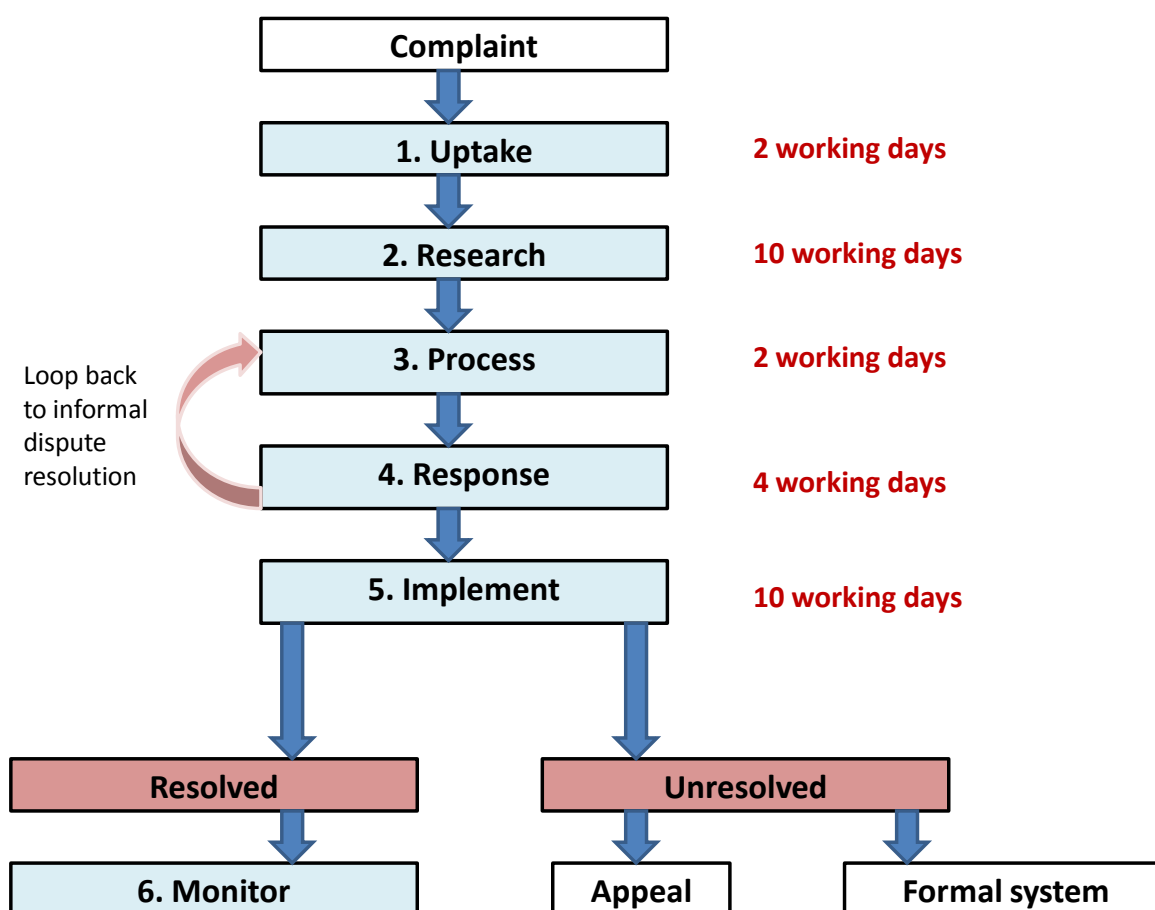 Complaint
1. Uptake
2 working days
2. Research
10 working days
3. Process
2 working days
Loop back
to informal
dispute
resolution
4. Response
4 working days
5. Implement
10 working days
Resolved
Unresolved
6. Monitor
Appeal
Formal system